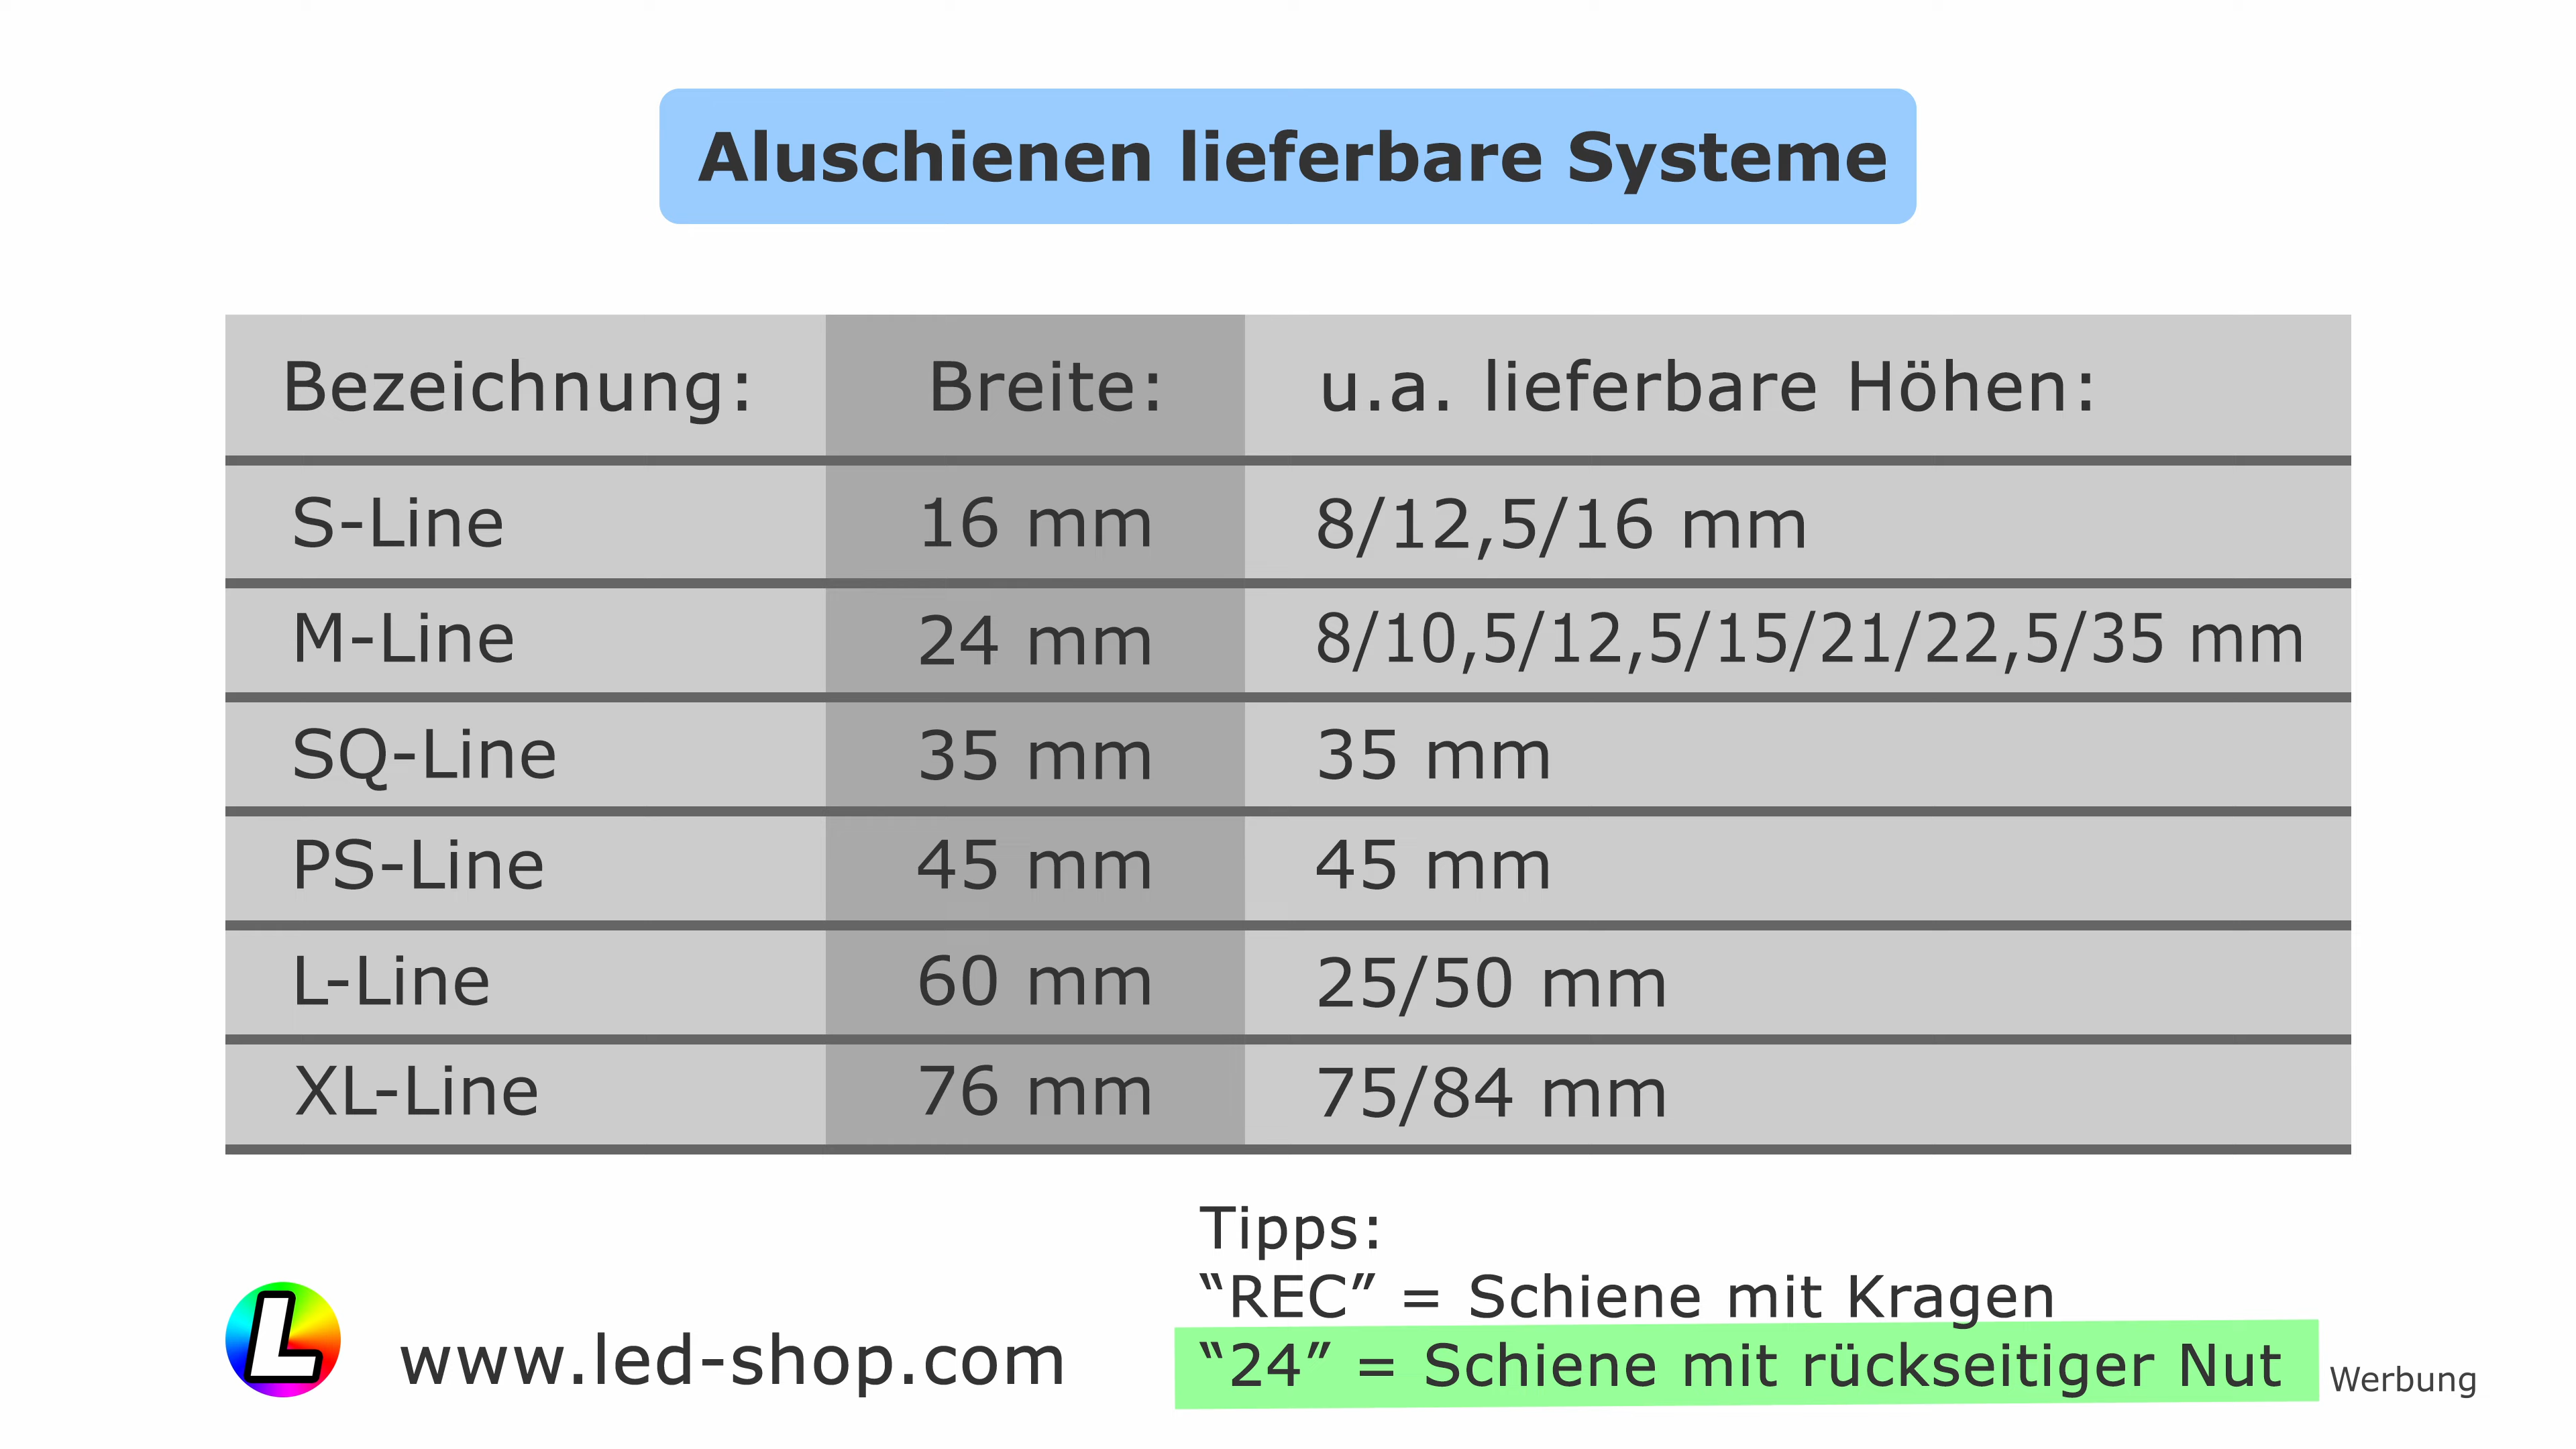 Aluschienen lieferbare Systeme
Bezeichnung: Breite: u.a. lieferbare Höhen:
S-Line 16 mm 8/12,5/16 mm
M-Line 24 mm 8/10,5/12,5/15/21/22,5/35 mm
SQ-Line 35 mm 35 mm
PS-Line 45 mm 45 mm
L-Line 60 mm 25/50 mm
XL-Line 76 mm 75/84 mm
Tipps:
“REC” = Schiene mit Kragen
“24” = Schiene mit rückseitiger Nut
L www.led-shop.com
Werbung